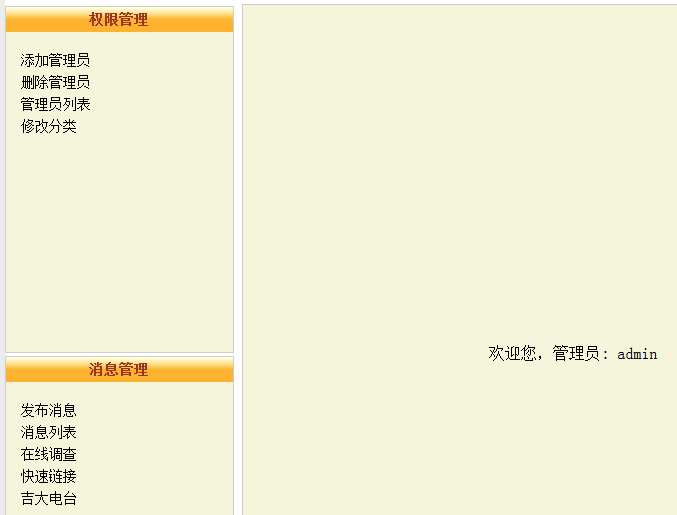 权限管理
添加管理员
删除管理员
管理员列表
修改分类
消息管理
发布消息
消息列表
在线调查
快速链接
吉大电台
欢迎您，管理员: admin